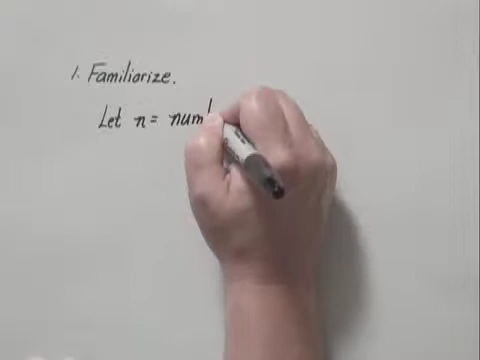 1. Familiarize.
Let n = num